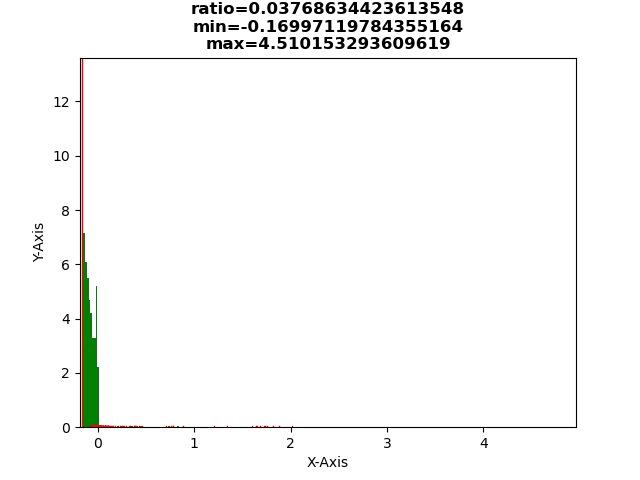 ratio=0.03768634423613548
min=-0.16997119784355164
max=4.510153293609619
12
10
8
6
4
2
0
Y-Axis
0 1 2 3 4
X-Axis